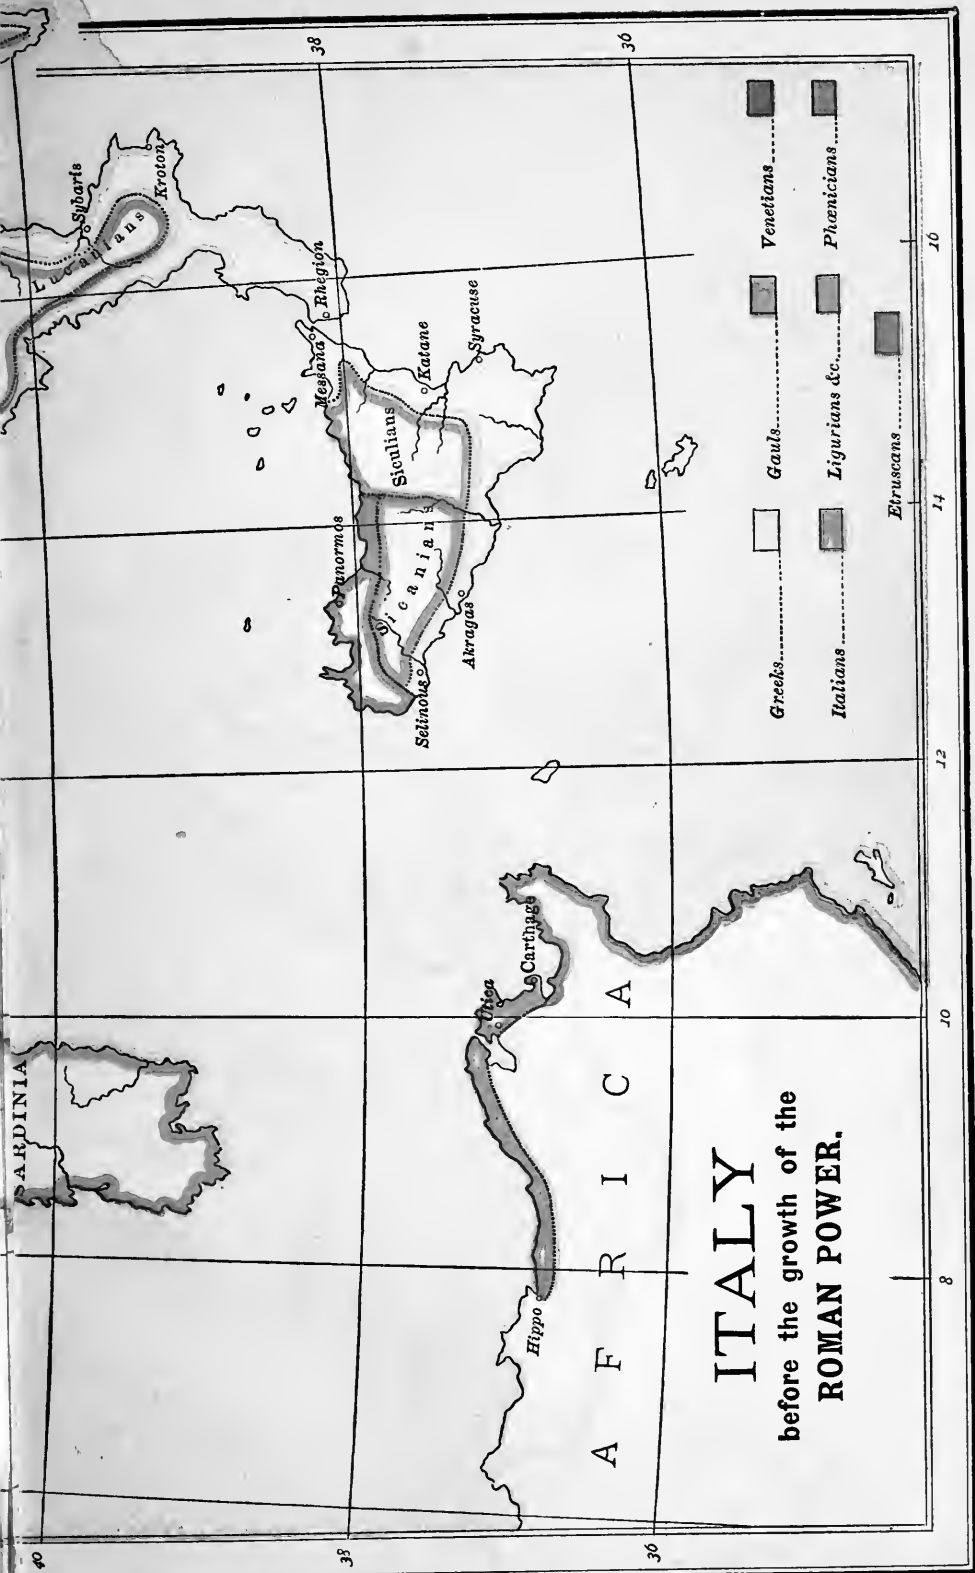 SARDINIA
Lucanians
Sybaris
Kroton
Rhegion
Messana
Katane
Syracuse
Siculians
Sicanians
Panormos
Akragas
Selinous
Utica
Carthage
Hippo
AFRICA
ITALY
before the growth of the
ROMAN POWER.
Greeks
Gauls
Venetians
Italians
Ligurians &c.
Phœnicians
Etruscans
40
38
36
38
36
8
10
12
14
16